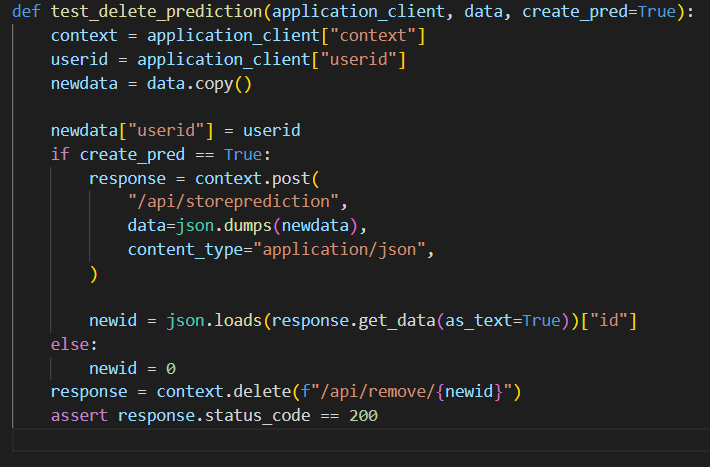 def test_delete_prediction(application_client, data, create_pred=True):
    context = application_client["context"]
    userid = application_client["userid"]
    newdata = data.copy()

    newdata["userid"] = userid
    if create_pred == True:
        response = context.post(
            "/api/storeprediction",
            data=json.dumps(newdata),
            content_type="application/json",
        )

        newid = json.loads(response.get_data(as_text=True))["id"]
    else:
        newid = 0
    response = context.delete(f"/api/remove/{newid}")
    assert response.status_code == 200